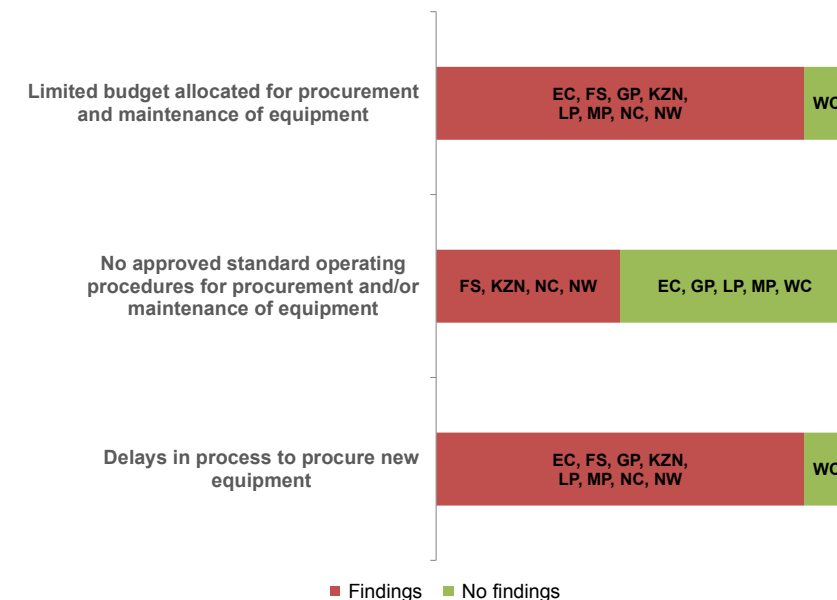 Limited budget allocated for procurement
and maintenance of equipment
EC, FS, GP, KZN,
LP, MP, NC, NW
WC
No approved standard operating
procedures for procurement and/or
maintenance of equipment
FS, KZN, NC, NW
EC, GP, LP, MP, WC
Delays in process to procure new
equipment
EC, FS, GP, KZN,
LP, MP, NC, NW
WC
Findings
No findings